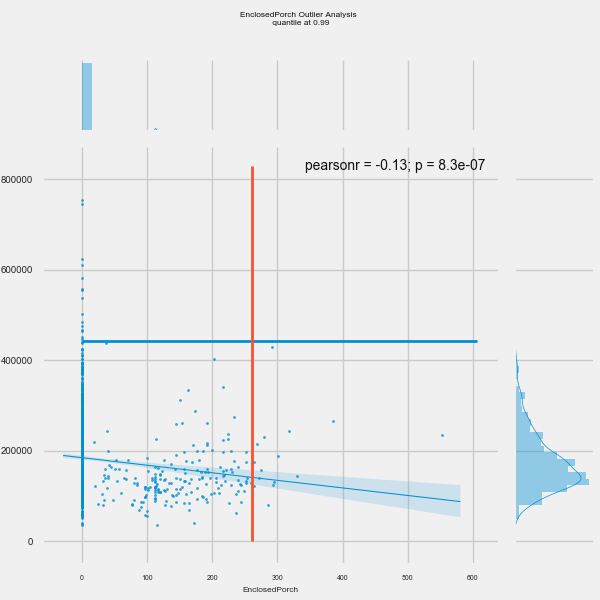 EnclosedPorch Outlier Analysis
quantile at 0.99
pearsonr = -0.13; p = 8.3e-07
800000
600000
400000
200000
0
0 100 200 300 400 500 600
EnclosedPorch